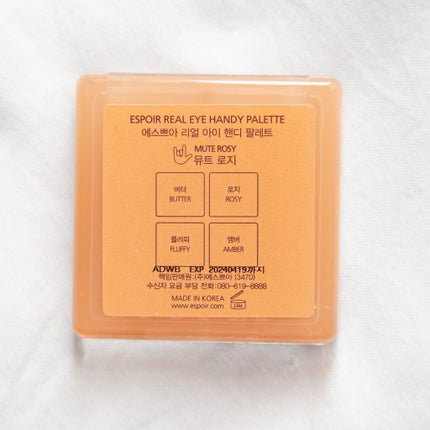 ESPOIR REAL EYE HANDY PALETTE
에스쁘아 리얼 아이 핸디 팔레트
MUTE ROSY
뮤트 로지
버터 로지
BUTTER ROSY
플러피 앰버
FLUFFY AMBER
ADWB EXP 20240419까지
책임판매원:(주)에스쁘아 (3470)
수신자 요금 부담 전화:080-619-8888
MADE IN KOREA
www.espoir.com
24M